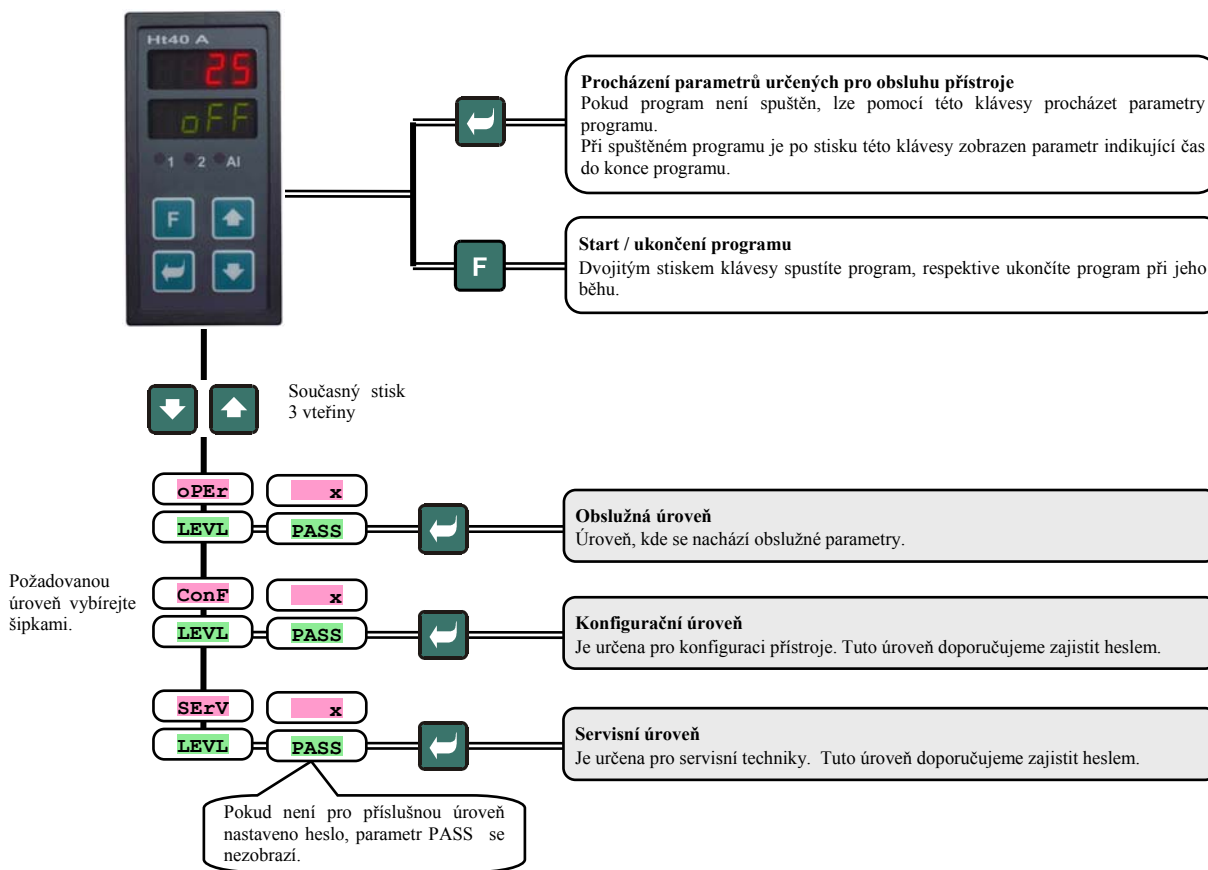 Ht40 A
25
oFF
1 2 Al
F
Procházení parametrů určených pro obsluhu přístroje
Pokud program není spuštěn, lze pomocí této klávesy procházet parametry
programu.
Při spuštěném programu je po stisku této klávesy zobrazen parametr indikující čas
do konce programu.
F
Start / ukončení programu
Dvojitým stiskem klávesy spustíte program, respektive ukončíte program při jeho
běhu.
Současný stisk
3 vteřiny
oPEr x
LEVL PASS
Obslužná úroveň
Úroveň, kde se nachází obslužné parametry.
Požadovanou
úroveň vybírejte
šipkami.
ConF x
LEVL PASS
Konfigurační úroveň
Je určena pro konfiguraci přístroje. Tuto úroveň doporučujeme zajistit heslem.
SErV x
LEVL PASS
Servisní úroveň
Je určena pro servisní techniky. Tuto úroveň doporučujeme zajistit heslem.
Pokud není pro příslušnou úroveň
nastaveno heslo, parametr PASS se
nezobrazí.